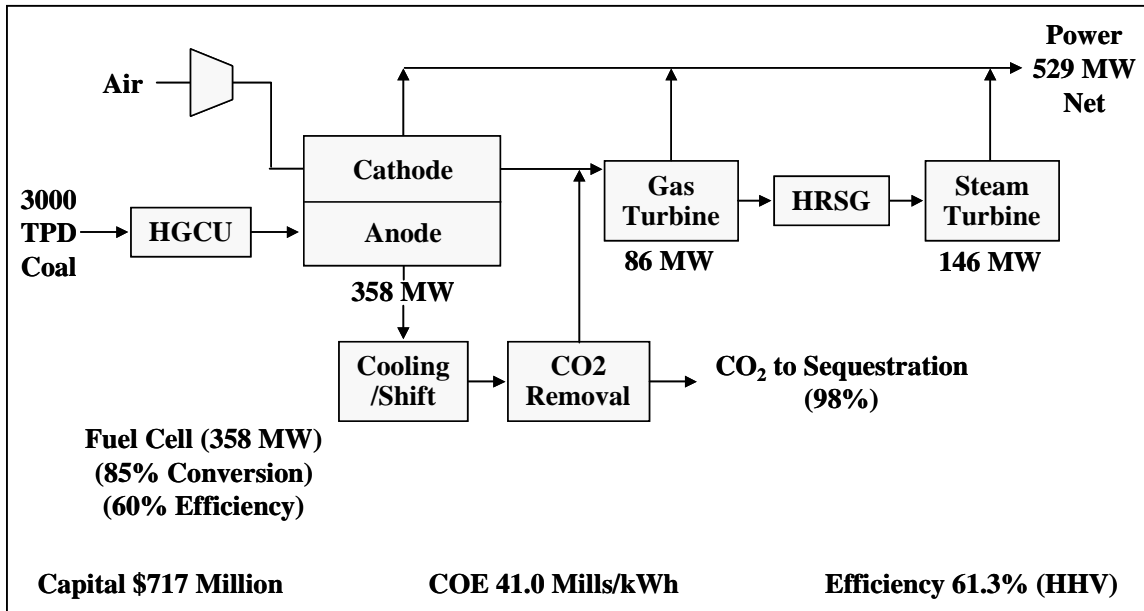 Power
529 MW
Net
Air
Cathode
Anode
3000
TPD
Coal
HGCU
Gas
Turbine
HRSG
Steam
Turbine
358 MW
86 MW
146 MW
Cooling
/Shift
CO2
Removal
CO₂ to Sequestration
(98%)
Fuel Cell (358 MW)
(85% Conversion)
(60% Efficiency)
Capital $717 Million
COE 41.0 Mills/kWh
Efficiency 61.3% (HHV)